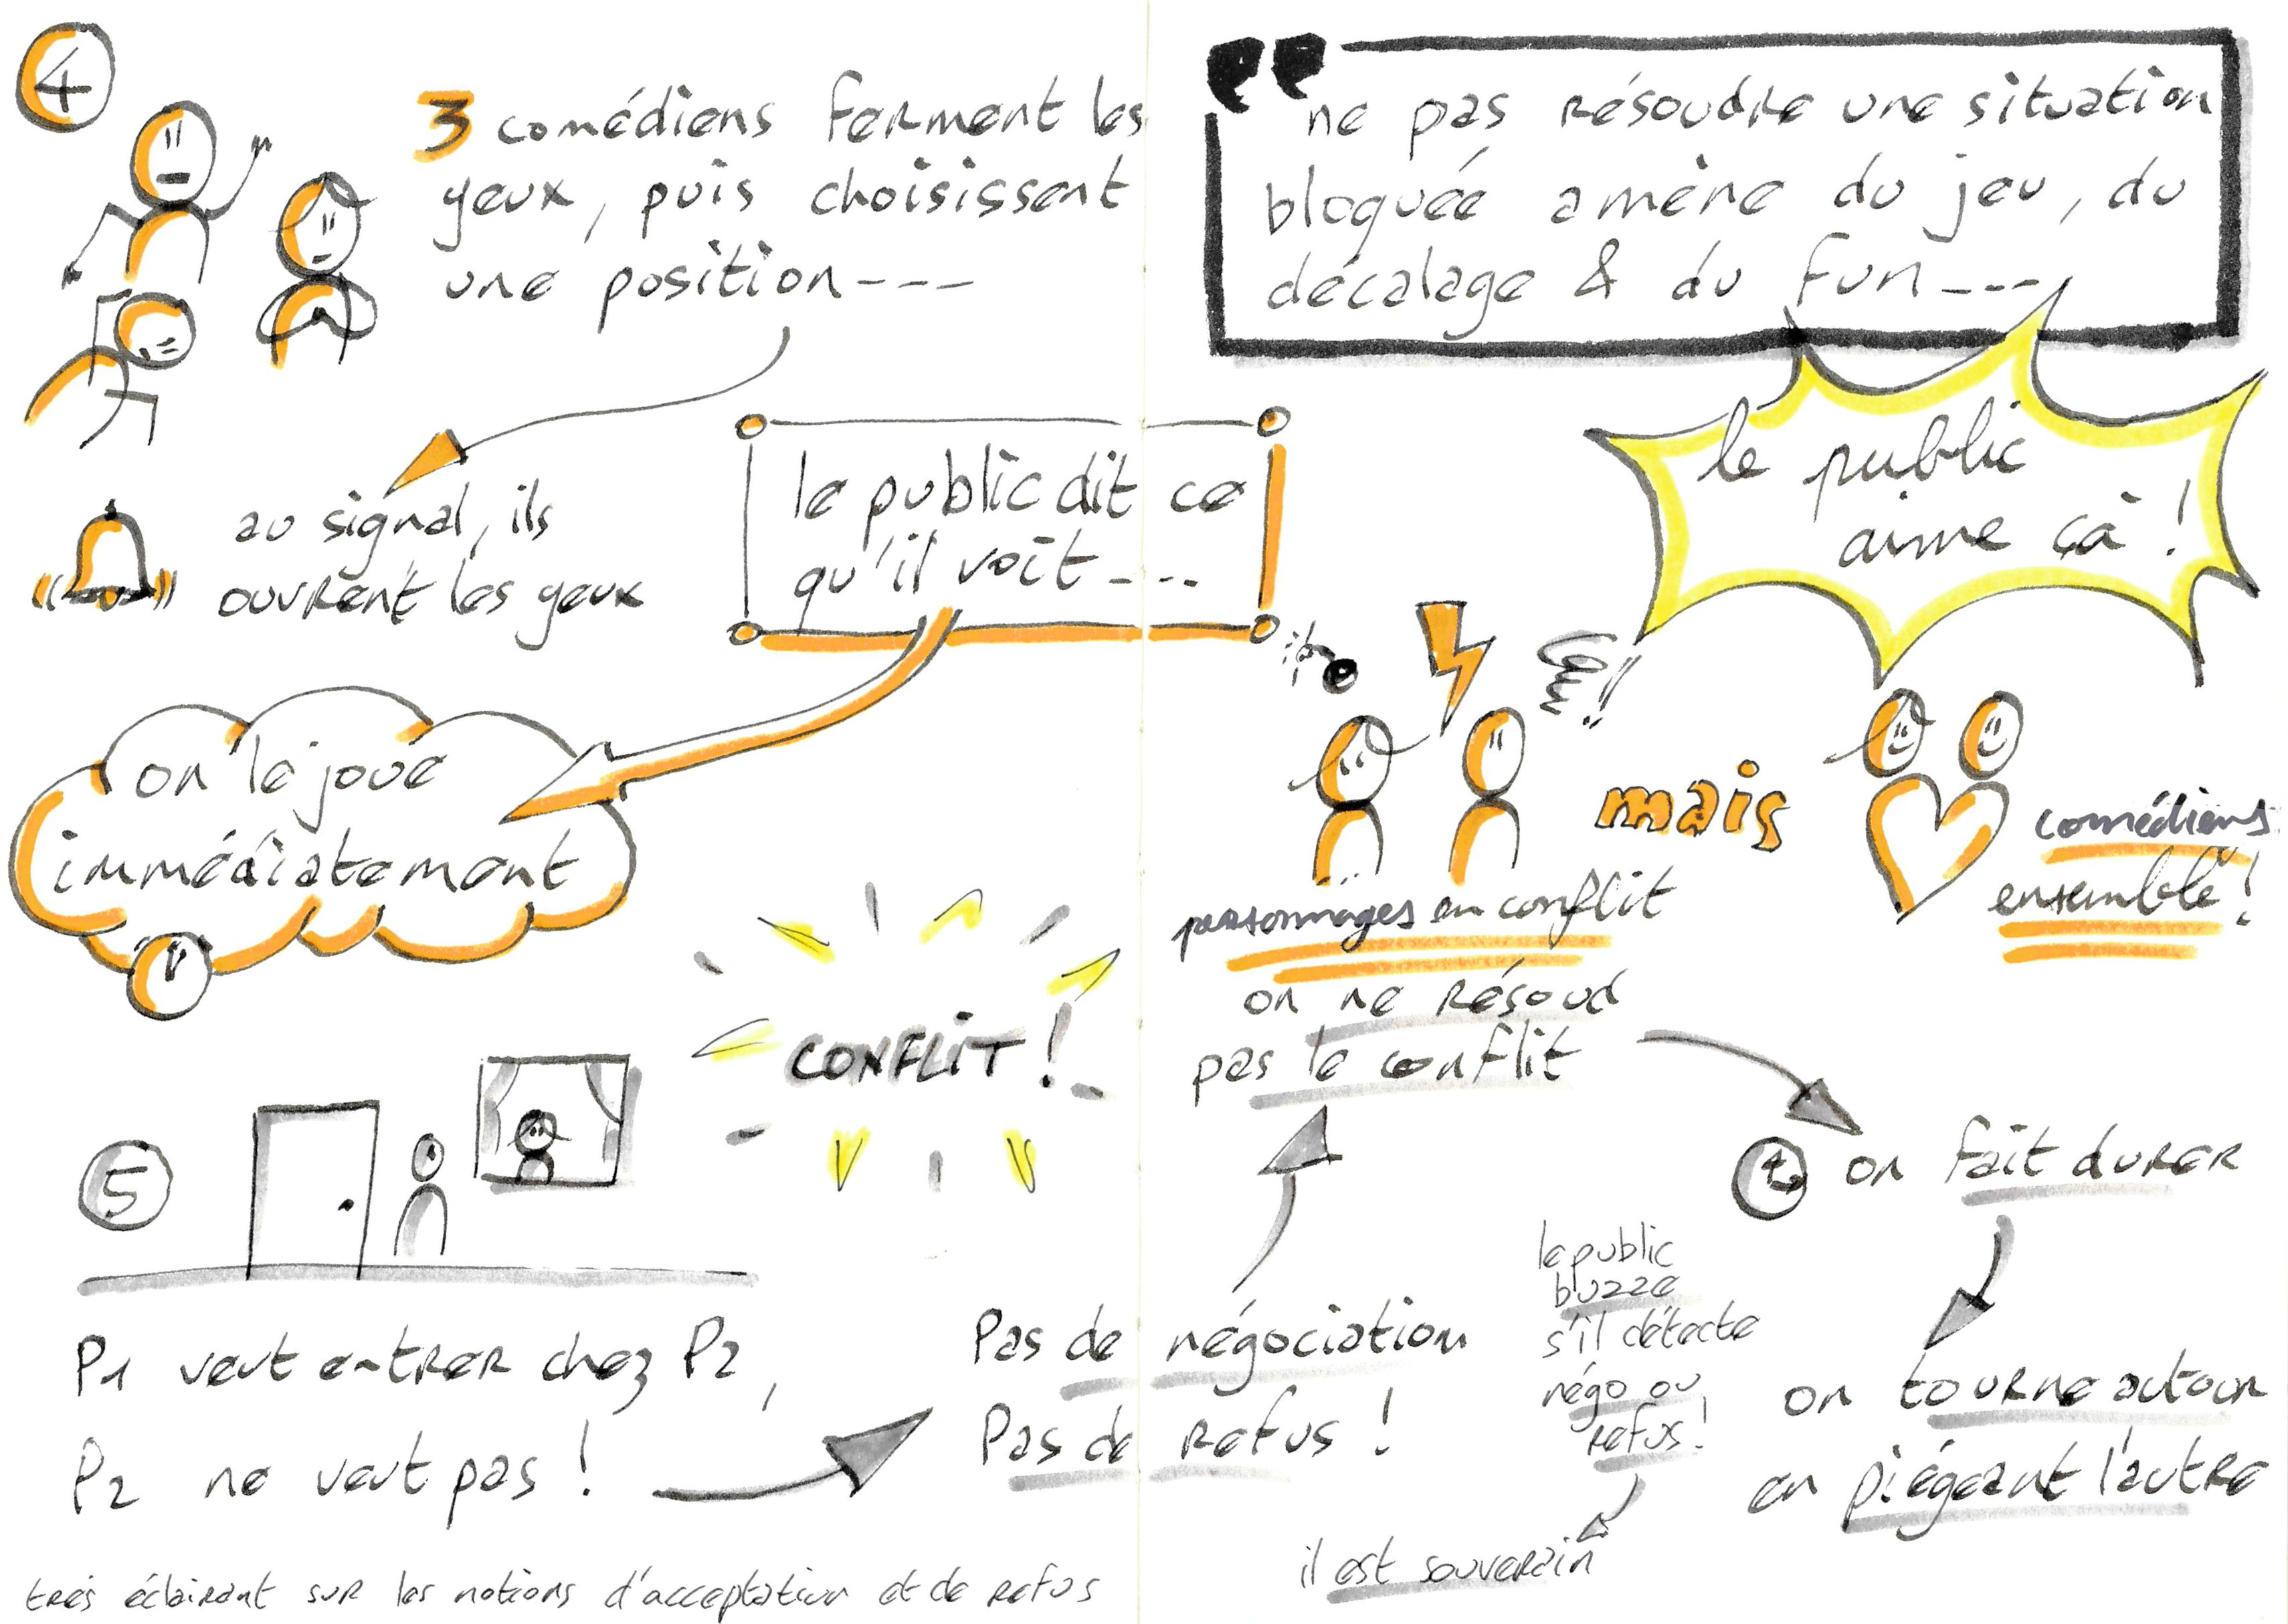 4
3 comédiens ferment les
yeux, puis choisissent
une position---
au signal, ils
ouvrent les yeux
le public dit ce
qu'il voit----
on le joue
immédiatement
5
CONFLIT !
P1 veut entrer chez P2,
P2 ne veut pas !
Pas de négociation
Pas de refus !
très éclairant sur les notions d'acceptation et de refus
ne pas résoudre une situation
bloquée amène du jeu, du
décalage & du fun----
le public
aime ça !
personnages en conflit
mais
comédiens
ensemble !
on ne résoud
pas le conflit
on fait durer
on tourne autour
en piégeant l'autre
le public
buzze
s'il détecte
négo ou
refus !
il est souverain